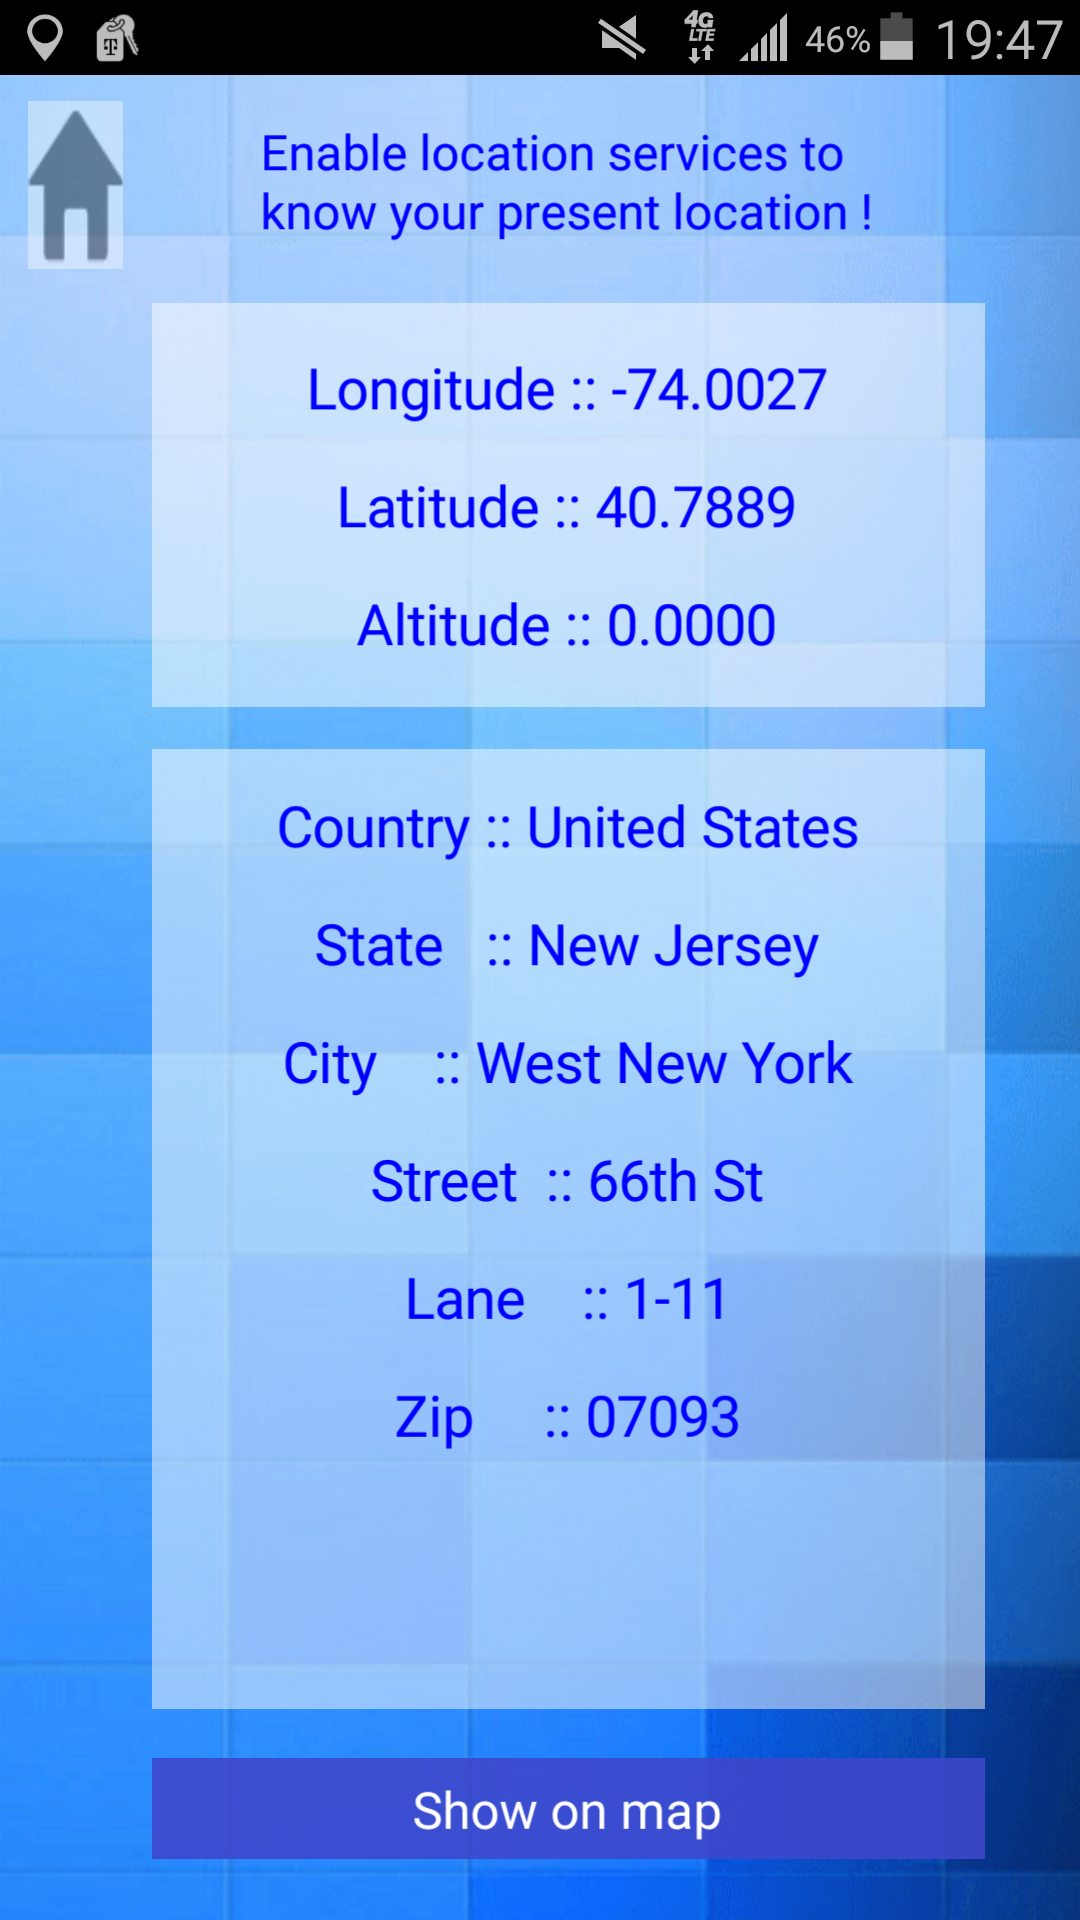 4G LTE 46% 19:47
Enable location services to
know your present location !
Longitude :: -74.0027
Latitude :: 40.7889
Altitude :: 0.0000
Country :: United States
State :: New Jersey
City :: West New York
Street :: 66th St
Lane :: 1-11
Zip :: 07093
Show on map